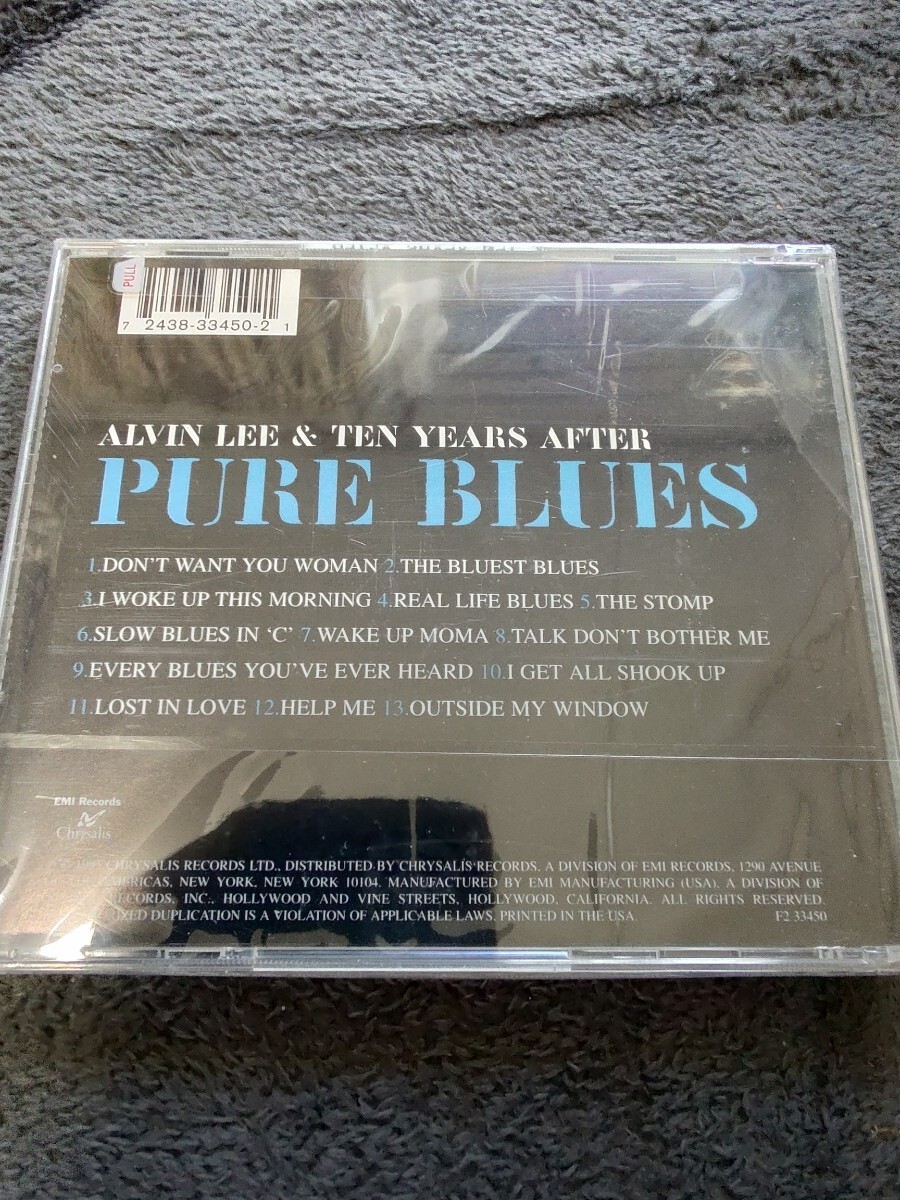 PULL
7 2438-33450-2 1
ALVIN LEE & TEN YEARS AFTER
PURE BLUES
1.DON'T WANT YOU WOMAN 2.THE BLUEST BLUES
3.I WOKE UP THIS MORNING 4.REAL LIFE BLUES 5.THE STOMP
6.SLOW BLUES IN ‘C’ 7.WAKE UP MOMA 8.TALK DON'T BOTHER ME
9.EVERY BLUES YOU'VE EVER HEARD 10.I GET ALL SHOOK UP
11.LOST IN LOVE 12.HELP ME 13.OUTSIDE MY WINDOW
EMI Records
Chrysalis
CHRYSALIS RECORDS LTD., DISTRIBUTED BY CHRYSALIS RECORDS, A DIVISION OF EMI RECORDS, 1290 AVENUE
NEW YORK, NEW YORK 10104. MANUFACTURED BY EMI MANUFACTURING (USA), A DIVISION OF
INC., HOLLYWOOD AND VINE STREETS, HOLLYWOOD, CALIFORNIA. ALL RIGHTS RESERVED.
DUPLICATION IS A VIOLATION OF APPLICABLE LAWS. PRINTED IN THE USA. F2 33450